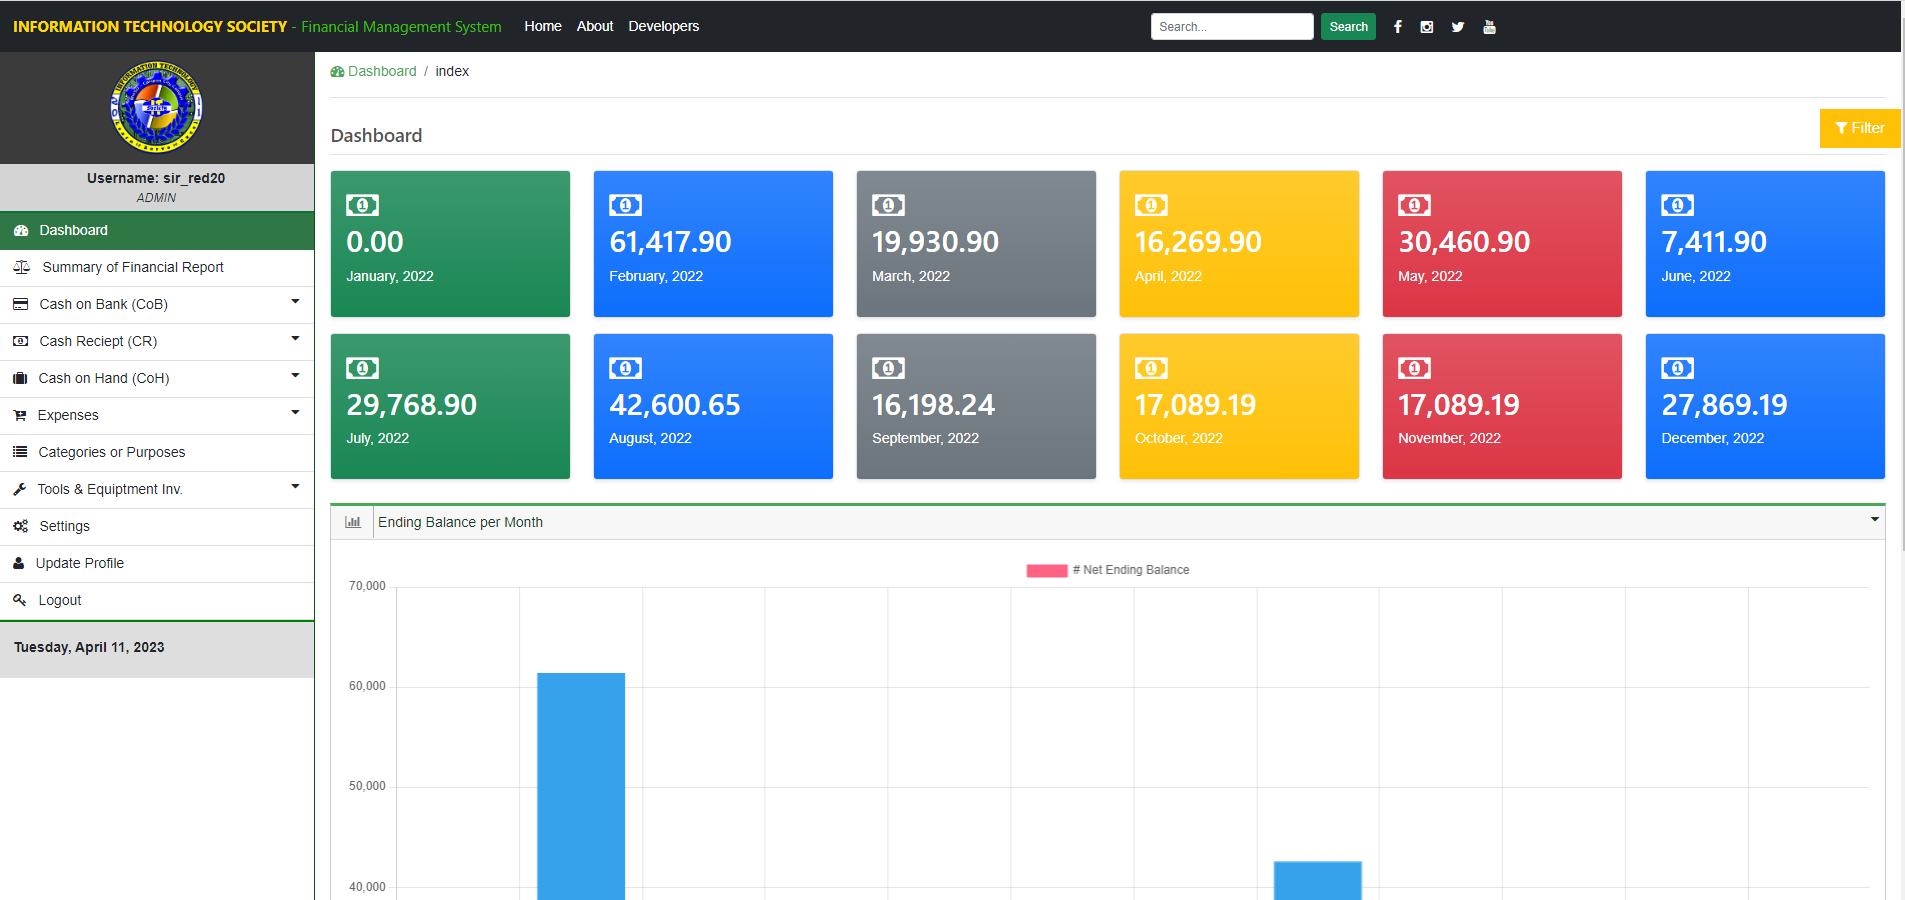 INFORMATION TECHNOLOGY SOCIETY - Financial Management System Home About Developers Search... Search
Dashboard / index
INFORMATION TECHNOLOGY
Society
Username: sir_red20
ADMIN
Dashboard
Summary of Financial Report
Cash on Bank (CoB)
Cash Reciept (CR)
Cash on Hand (CoH)
Expenses
Categories or Purposes
Tools & Equiptment Inv.
Settings
Update Profile
Logout
Tuesday, April 11, 2023
Dashboard
Filter
0.00
January, 2022
61,417.90
February, 2022
19,930.90
March, 2022
16,269.90
April, 2022
30,460.90
May, 2022
7,411.90
June, 2022
29,768.90
July, 2022
42,600.65
August, 2022
16,198.24
September, 2022
17,089.19
October, 2022
17,089.19
November, 2022
27,869.19
December, 2022
Ending Balance per Month
# Net Ending Balance
70,000
60,000
50,000
40,000